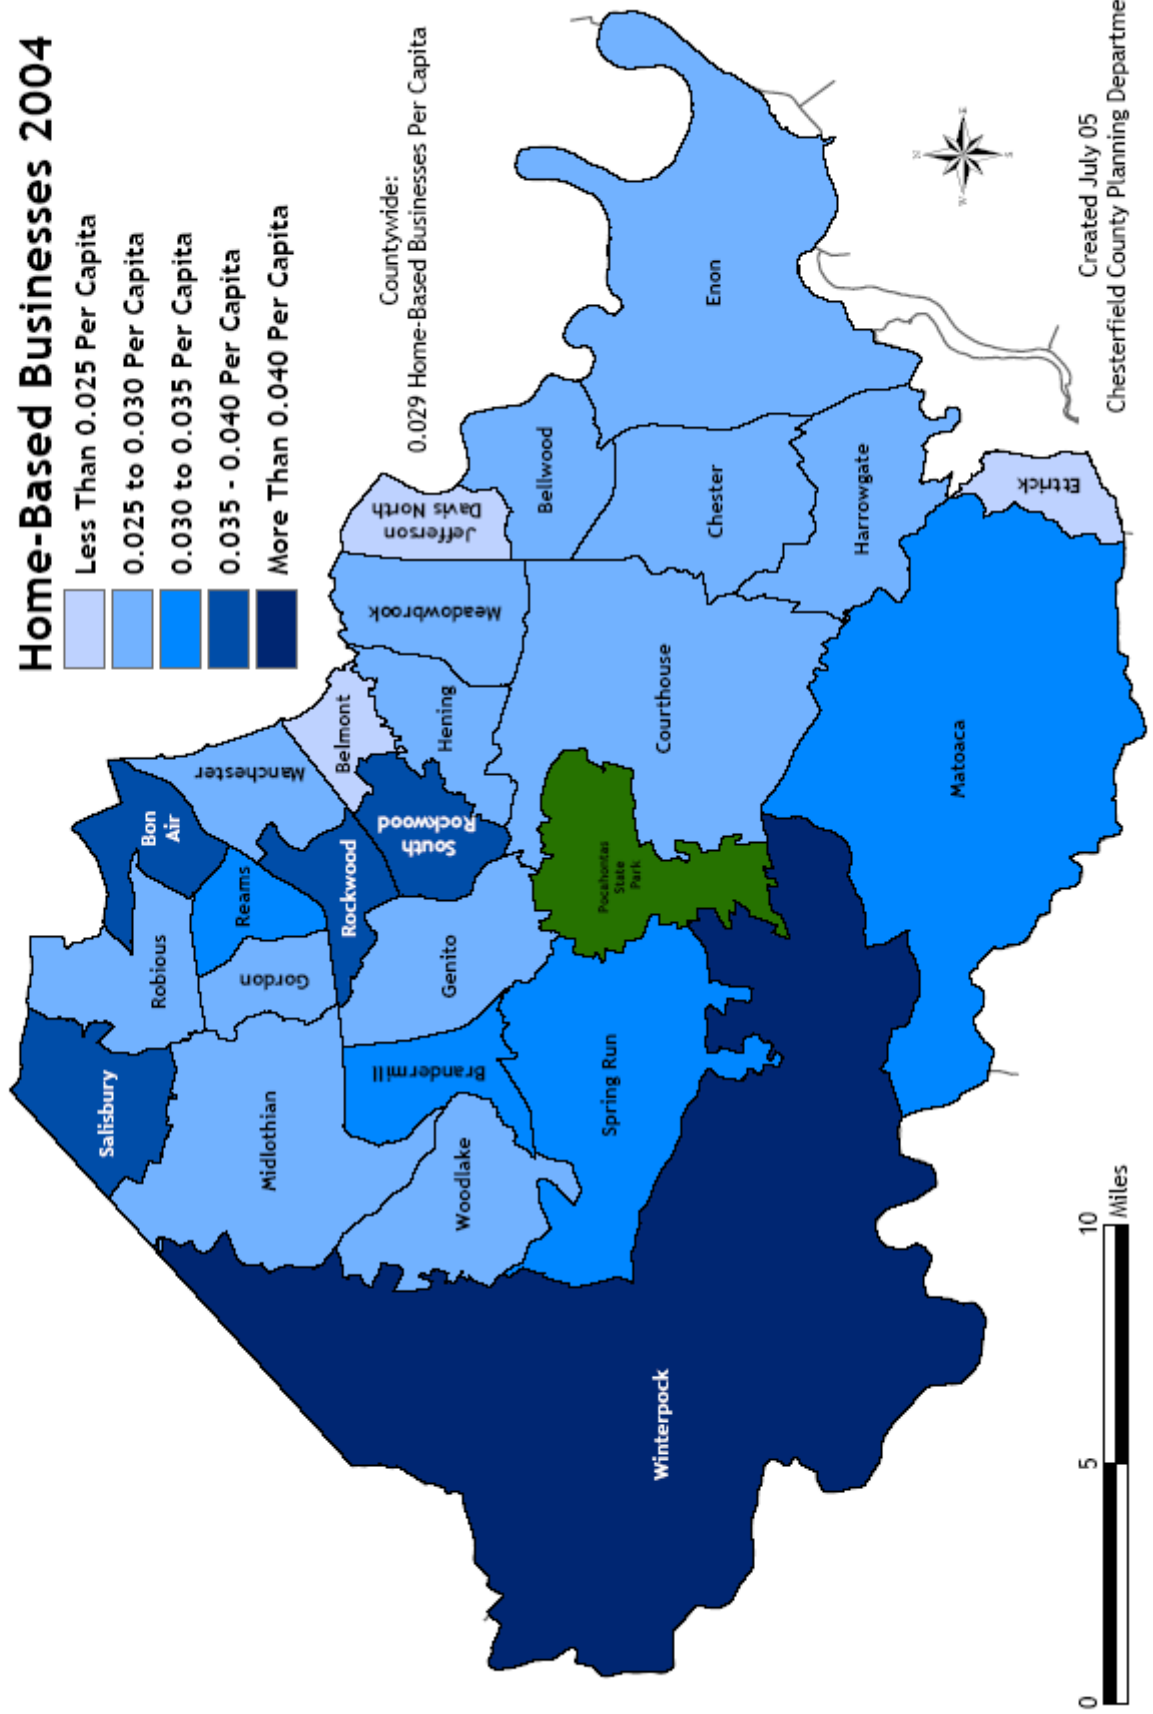 Home-Based Businesses 2004
Less Than 0.025 Per Capita
0.025 to 0.030 Per Capita
0.030 to 0.035 Per Capita
0.035 - 0.040 Per Capita
More Than 0.040 Per Capita
Countywide:
0.029 Home-Based Businesses Per Capita
Salisbury
Robious
Bon
Air
Manchester
Reams
Gordon
Midlothian
Rockwood
Belmont
South
Rockwood
Hening
Meadowbrook
Jefferson
Davis North
Bellwood
Genito
Brandermill
Woodlake
Spring Run
Pocahontas
State
Park
Courthouse
Chester
Enon
Harrowgate
Ettrick
Matoaca
Winterpock
N
E
S
W
0
5
10
Miles
Created July 05
Chesterfield County Planning Departme